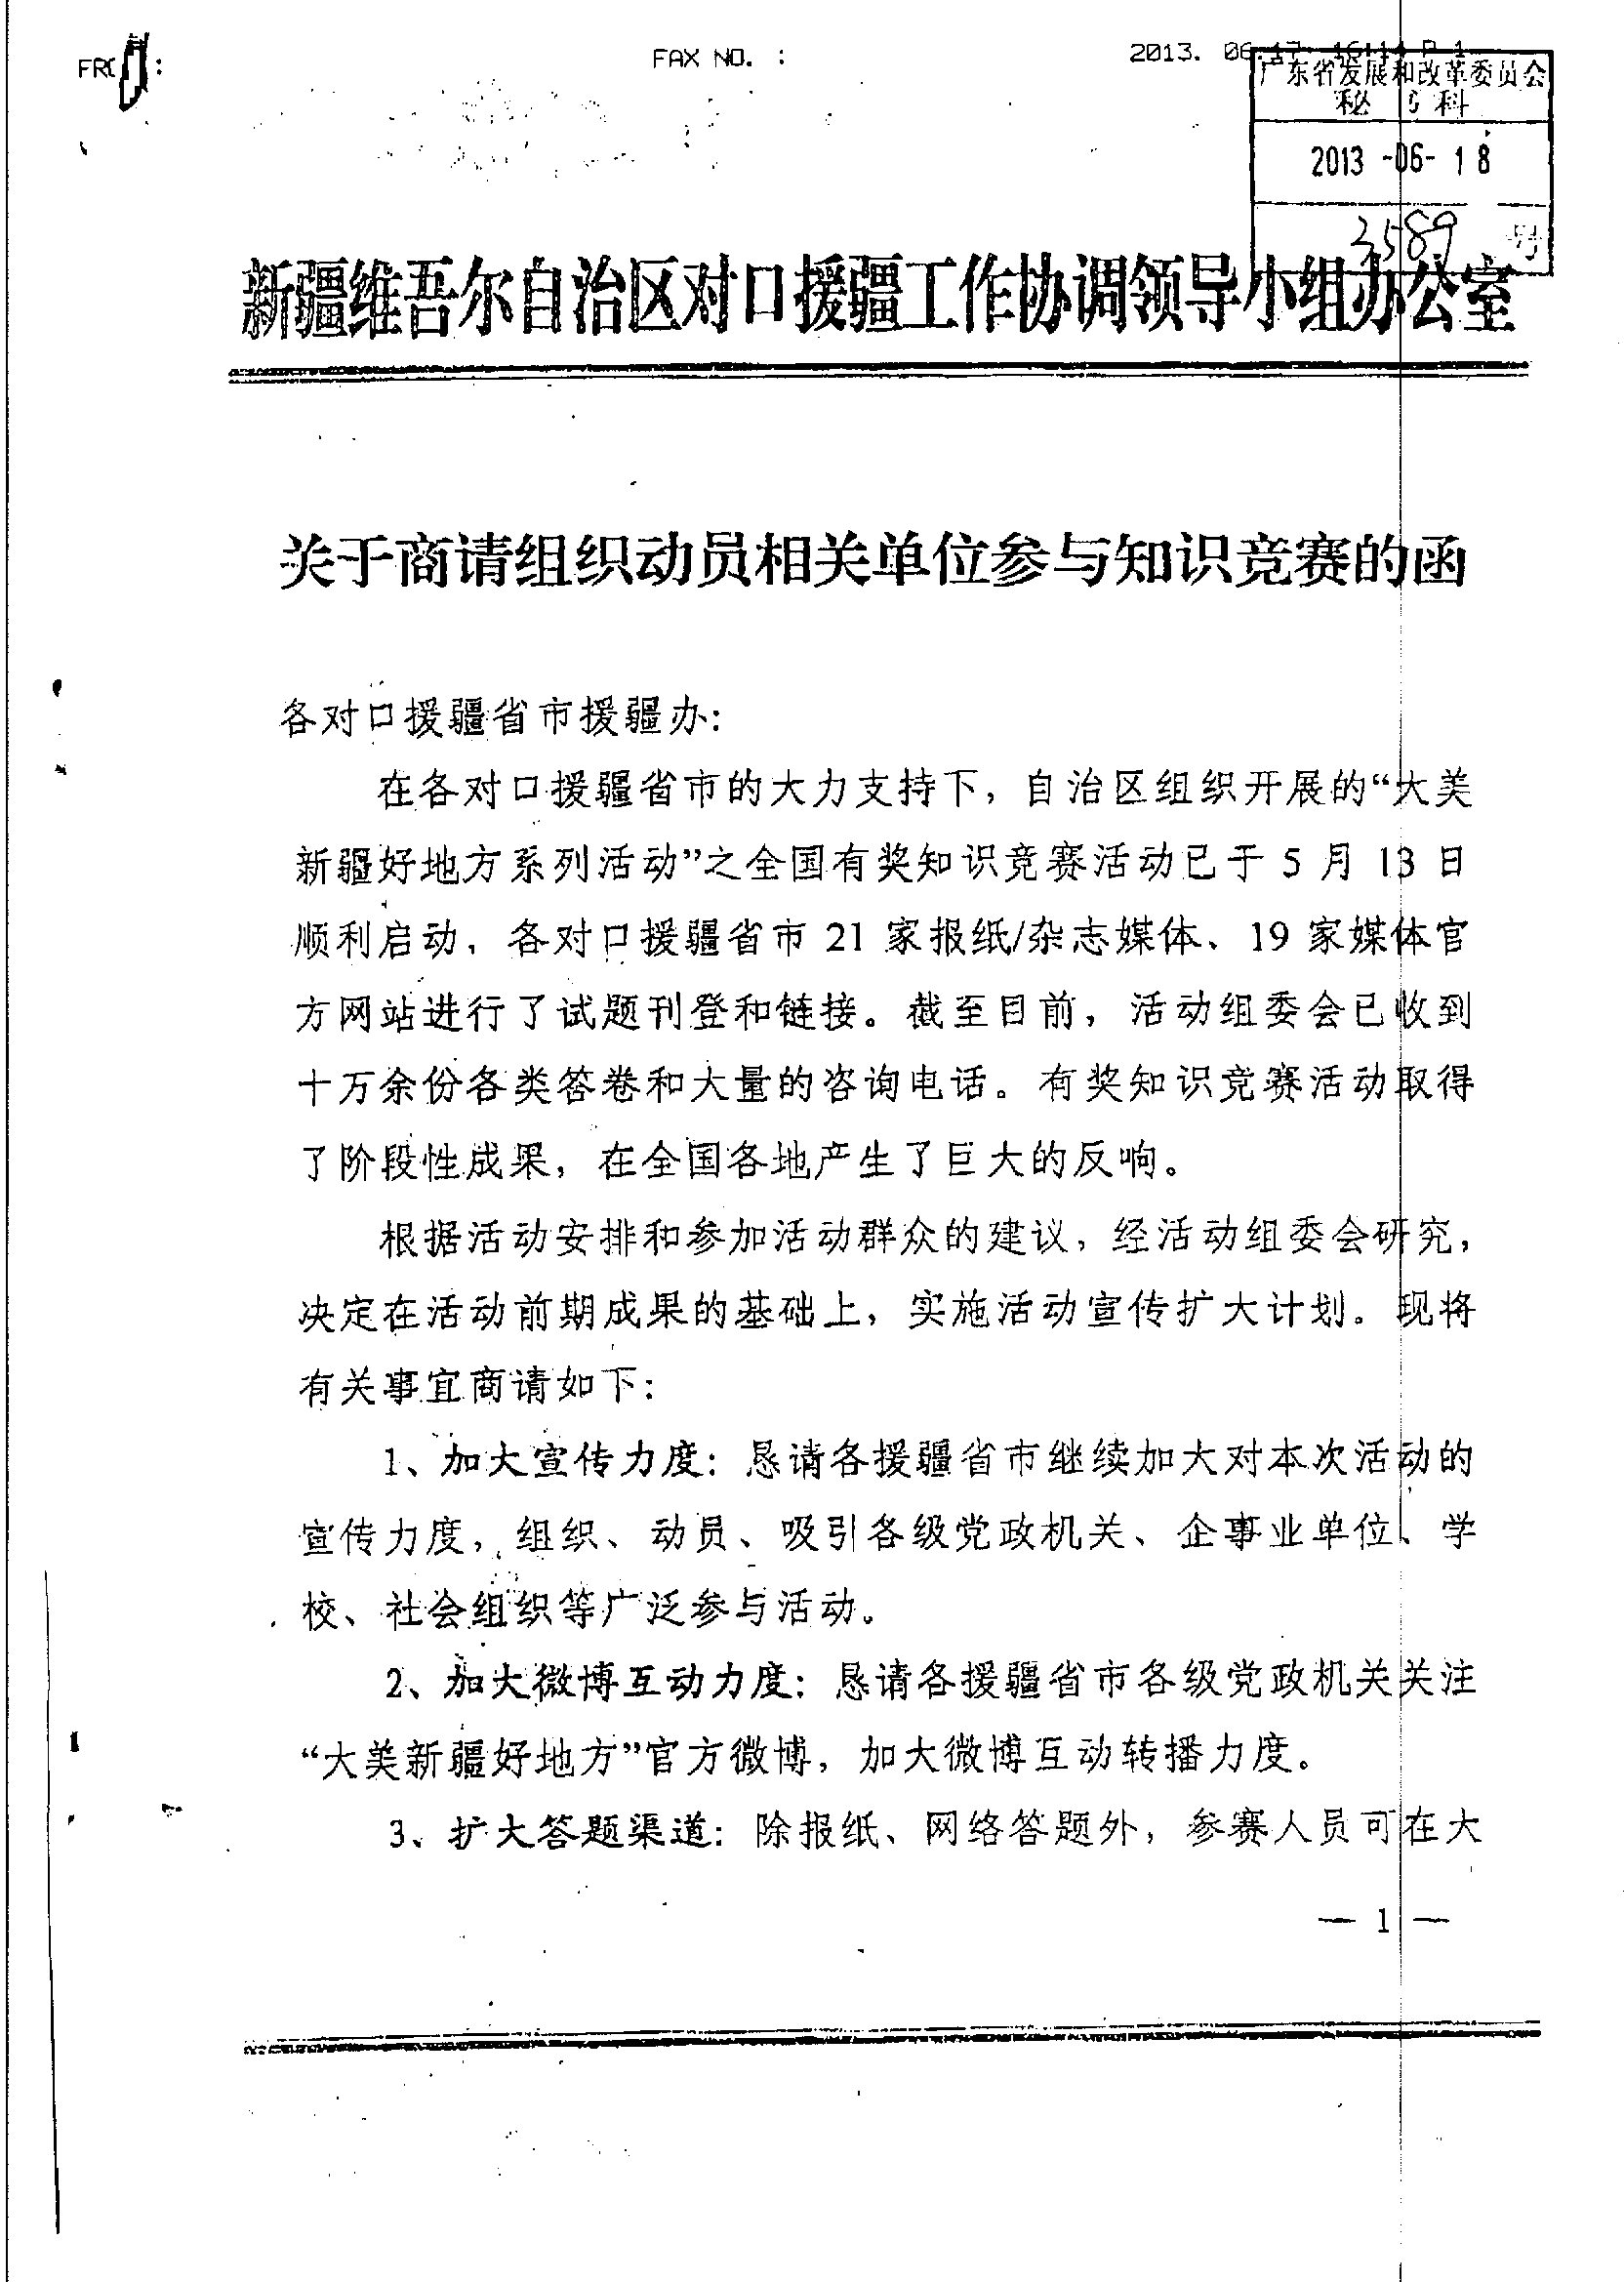 FAX NO. :
2013. 06.17 16:14 P 1
广东省发展和改革委员会
秘 科
2013 -06- 18
3589 号
新疆维吾尔自治区对口援疆工作协调领导小组办公室
关于商请组织动员相关单位参与知识竞赛的函
各对口援疆省市援疆办：
在各对口援疆省市的大力支持下，自治区组织开展的“大美
新疆好地方系列活动”之全国有奖知识竞赛活动已于 5 月 13 日
顺利启动，各对口援疆省市 21 家报纸/杂志媒体、19 家媒体官
方网站进行了试题刊登和链接。截至目前，活动组委会已收到
十万余份各类答卷和大量的咨询电话。有奖知识竞赛活动取得
了阶段性成果，在全国各地产生了巨大的反响。
根据活动安排和参加活动群众的建议，经活动组委会研究，
决定在活动前期成果的基础上，实施活动宣传扩大计划。现将
有关事宜商请如下：
1、加大宣传力度：恳请各援疆省市继续加大对本次活动的
宣传力度，组织、动员、吸引各级党政机关、企事业单位、学
校、社会组织等广泛参与活动。
2、加大微博互动力度：恳请各援疆省市各级党政机关关注
“大美新疆好地方”官方微博，加大微博互动转播力度。
3、扩大答题渠道：除报纸、网络答题外，参赛人员可在大
— 1 —